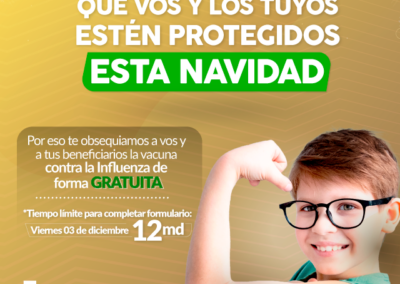 QUE VOS Y LOS TUYOS
ESTÉN PROTEGIDOS
ESTA NAVIDAD
Por eso te obsequiamos a vos y
a tus beneficiarios la vacuna
contra la Influenza de
forma GRATUITA
*Tiempo límite para completar formulario:
Viernes 03 de diciembre 12md